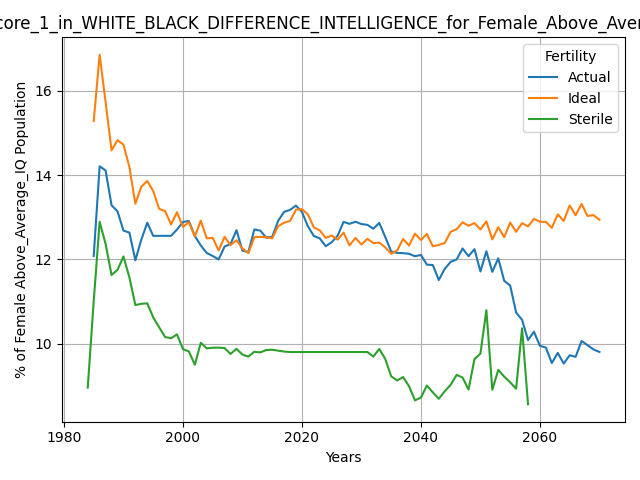 core_1_in_WHITE_BLACK_DIFFERENCE_INTELLIGENCE_for_Female_Above_Aver
Fertility
Actual
Ideal
Sterile
% of Female Above_Average_IQ Population
16
14
12
10
1980
2000
2020
2040
2060
Years